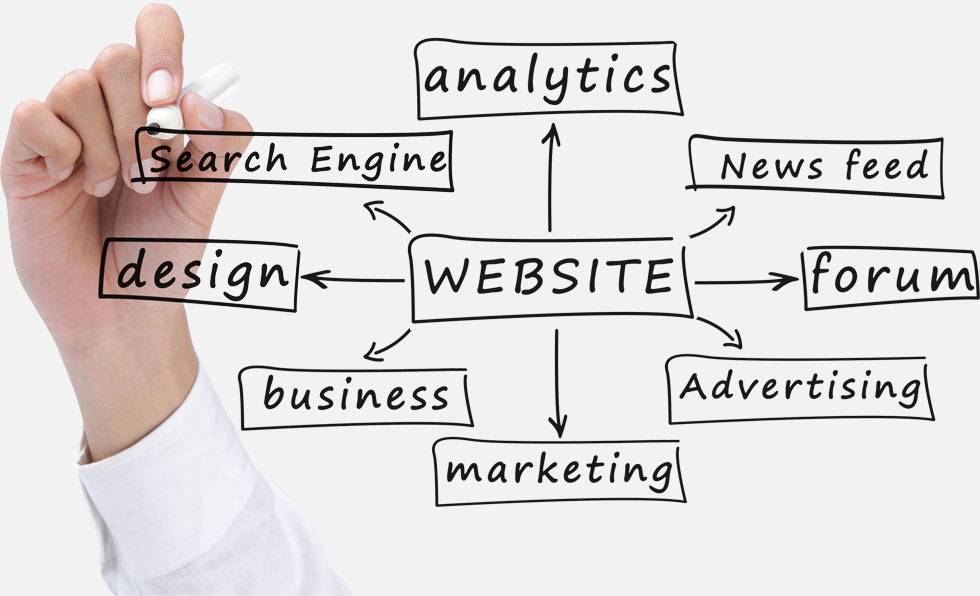 analytics
Search Engine
News feed
design
WEBSITE
forum
business
Advertising
marketing